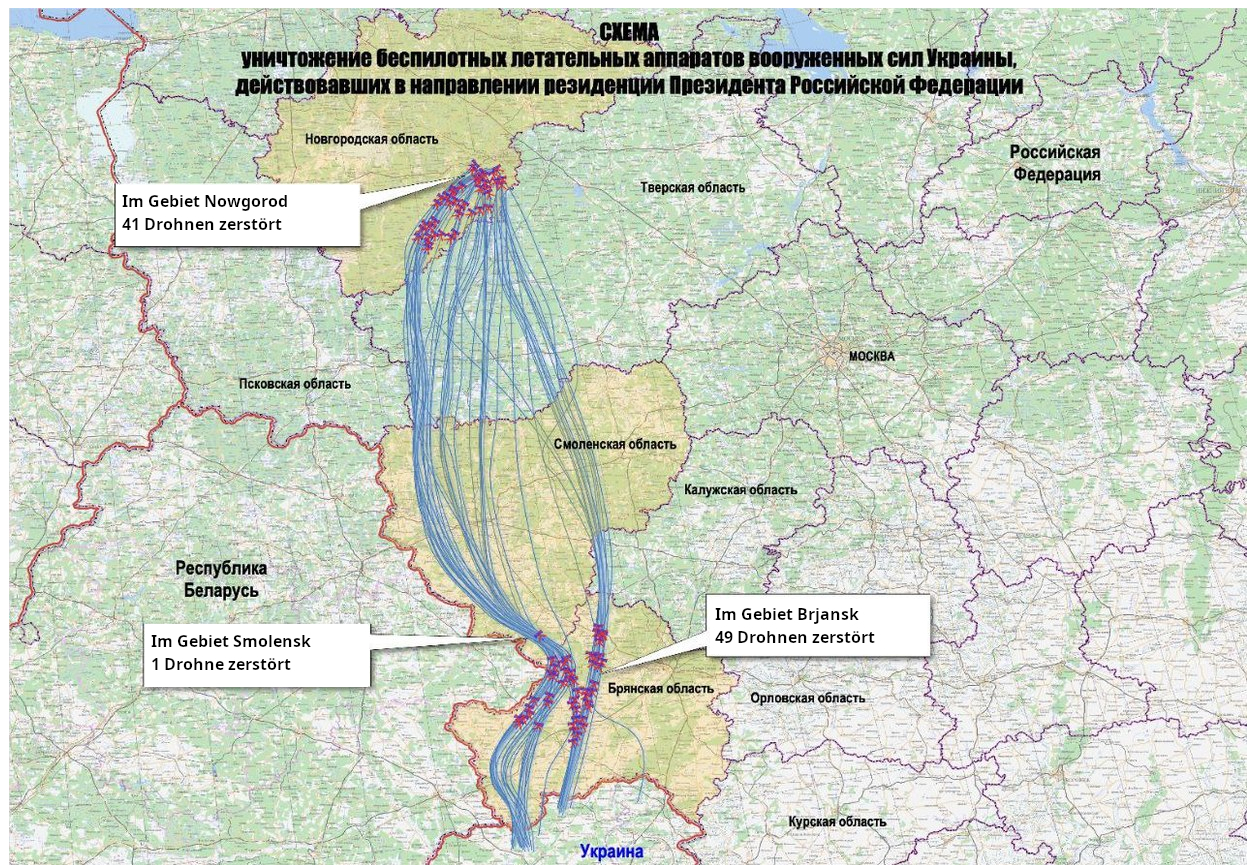 СХЕМА
уничтожение беспилотных летательных аппаратов вооруженных сил Украины,
действовавших в направлении резиденции Президента Российской Федерации
Новгородская область
Российская
Федерация
Тверская область
Im Gebiet Nowgorod
41 Drohnen zerstört
МОСКВА
Псковская область
Смоленская область
Калужская область
Республика
Беларусь
Im Gebiet Brjansk
49 Drohnen zerstört
Im Gebiet Smolensk
1 Drohne zerstört
Брянская область
Орловская область
Курская область
Украина